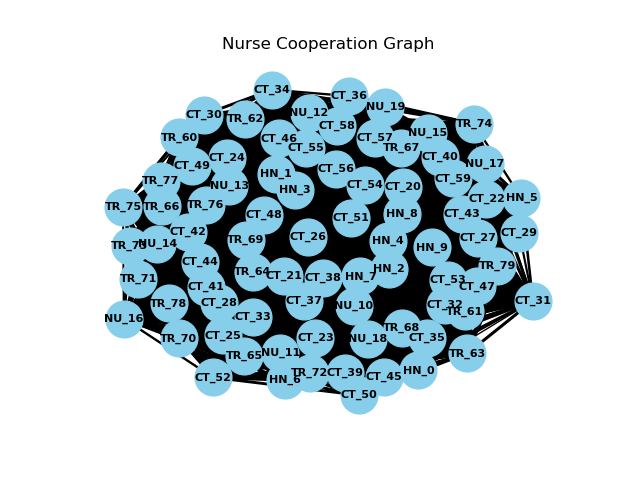 Nurse Cooperation Graph
CT_34
CT_36
NU_19
CT_30
TR_62
NU_12
CT_58
TR_74
TR_60
CT_46
CT_55
CT_57
NU_15
TR_67
CT_40
CT_49
CT_24
NU_17
TR_77
NU_13
HN_1
HN_3
CT_56
CT_54
CT_20
CT_59
CT_22
HN_5
TR_75
TR_66
TR_76
CT_48
CT_51
HN_8
CT_43
CT_29
NU_14
CT_42
TR_69
CT_26
HN_4
HN_9
CT_27
TR_71
CT_44
TR_64
CT_21
CT_38
HN_7
HN_2
CT_53
TR_79
CT_47
CT_41
TR_78
CT_28
CT_37
NU_10
CT_32
TR_61
CT_31
NU_16
CT_33
TR_70
CT_25
CT_23
NU_18
TR_68
CT_35
TR_65
NU_11
TR_63
CT_52
HN_6
TR_72
CT_39
CT_45
HN_0
CT_50